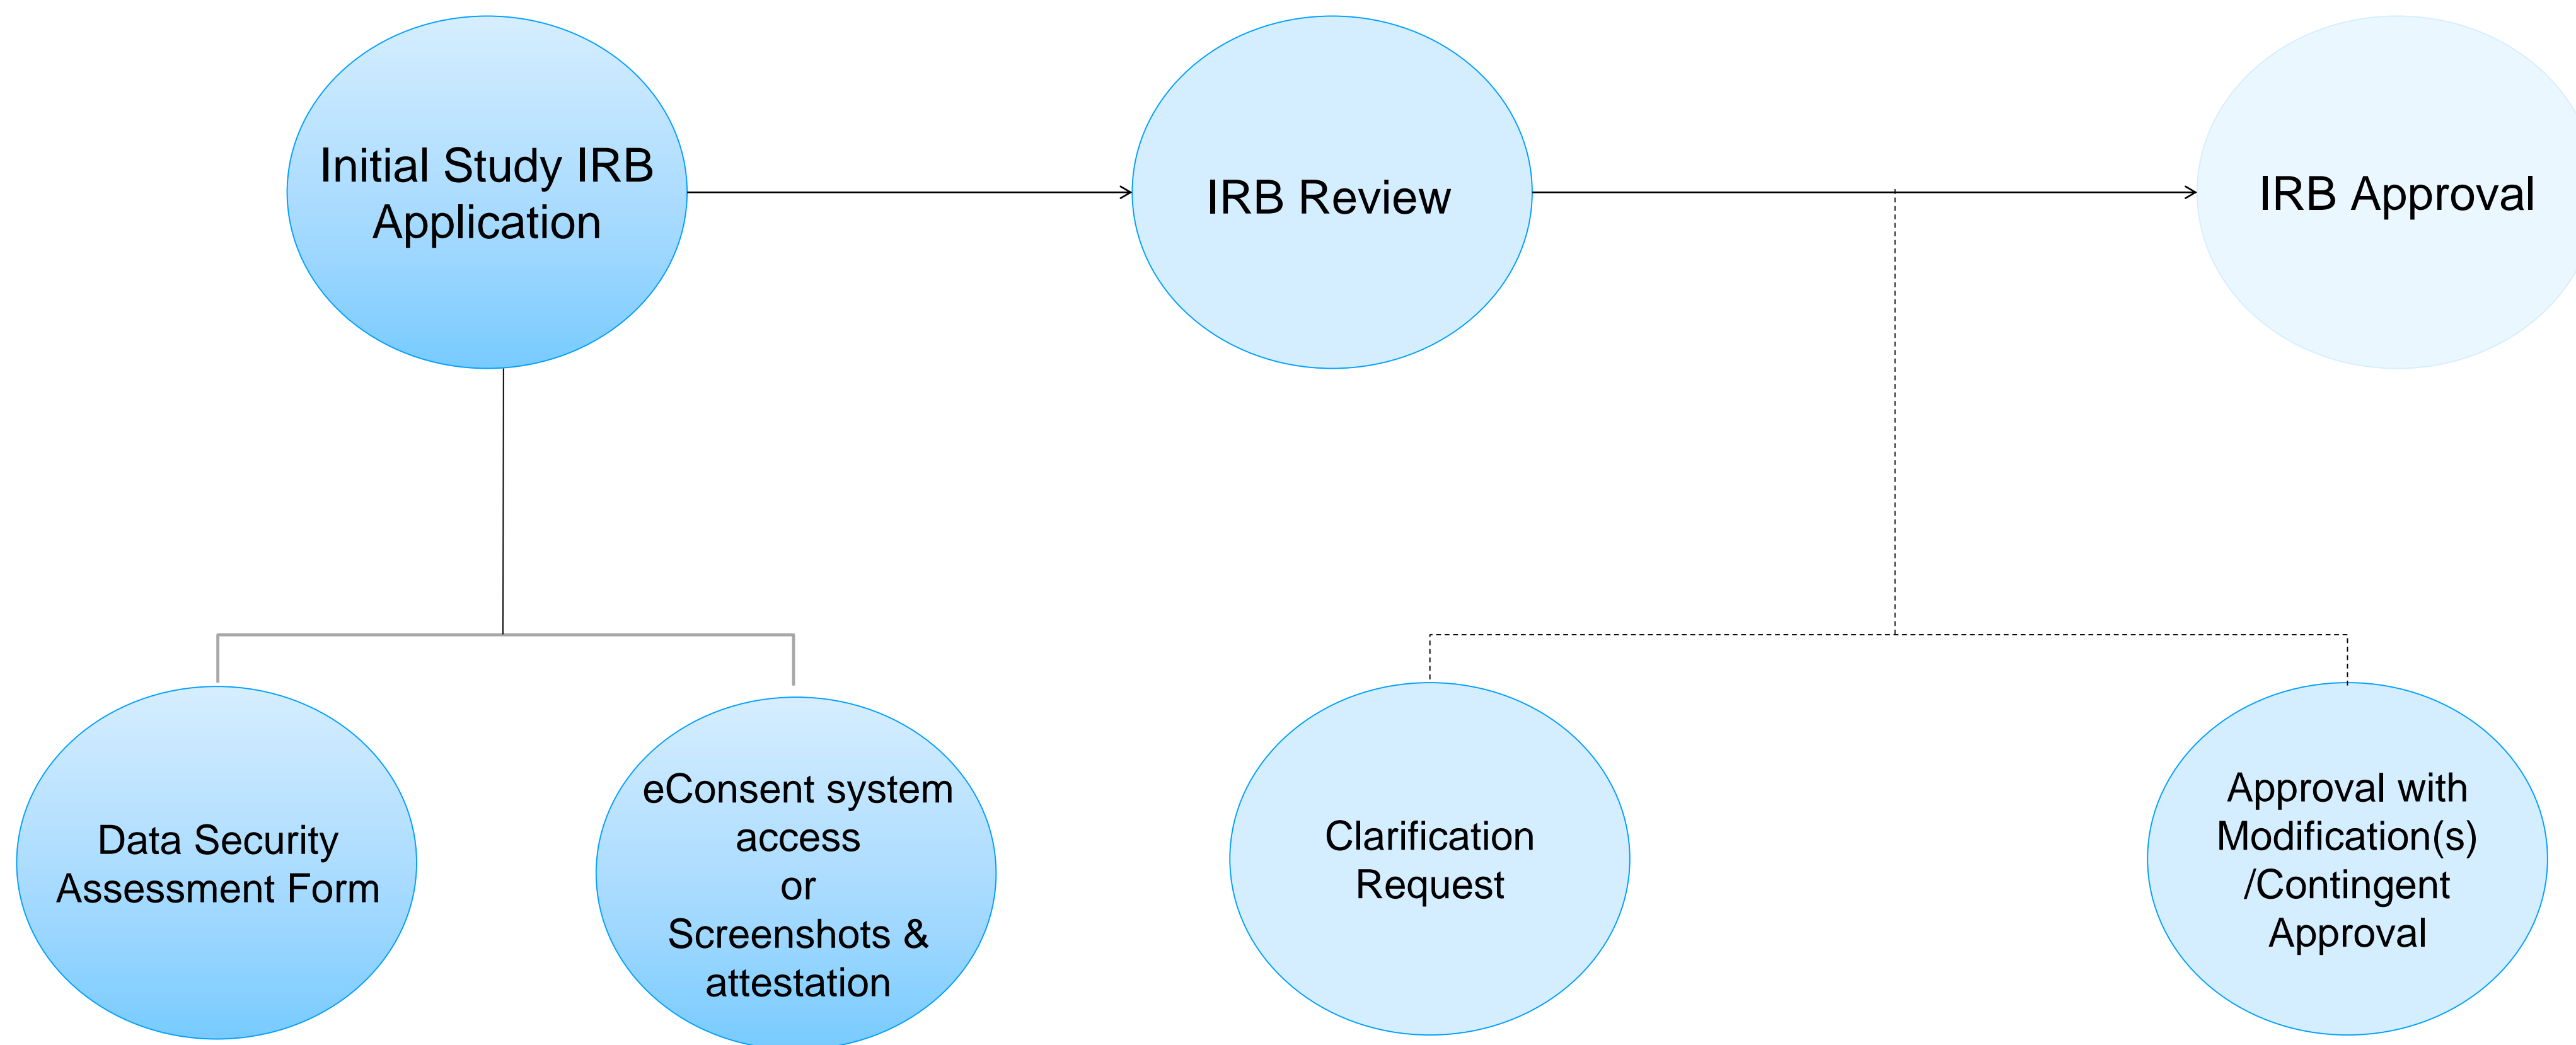 Initial Study IRB
Application
IRB Review
IRB Approval
Data Security
Assessment Form
eConsent system
access
or
Screenshots &
attestation
Clarification
Request
Approval with
Modification(s)
/Contingent
Approval